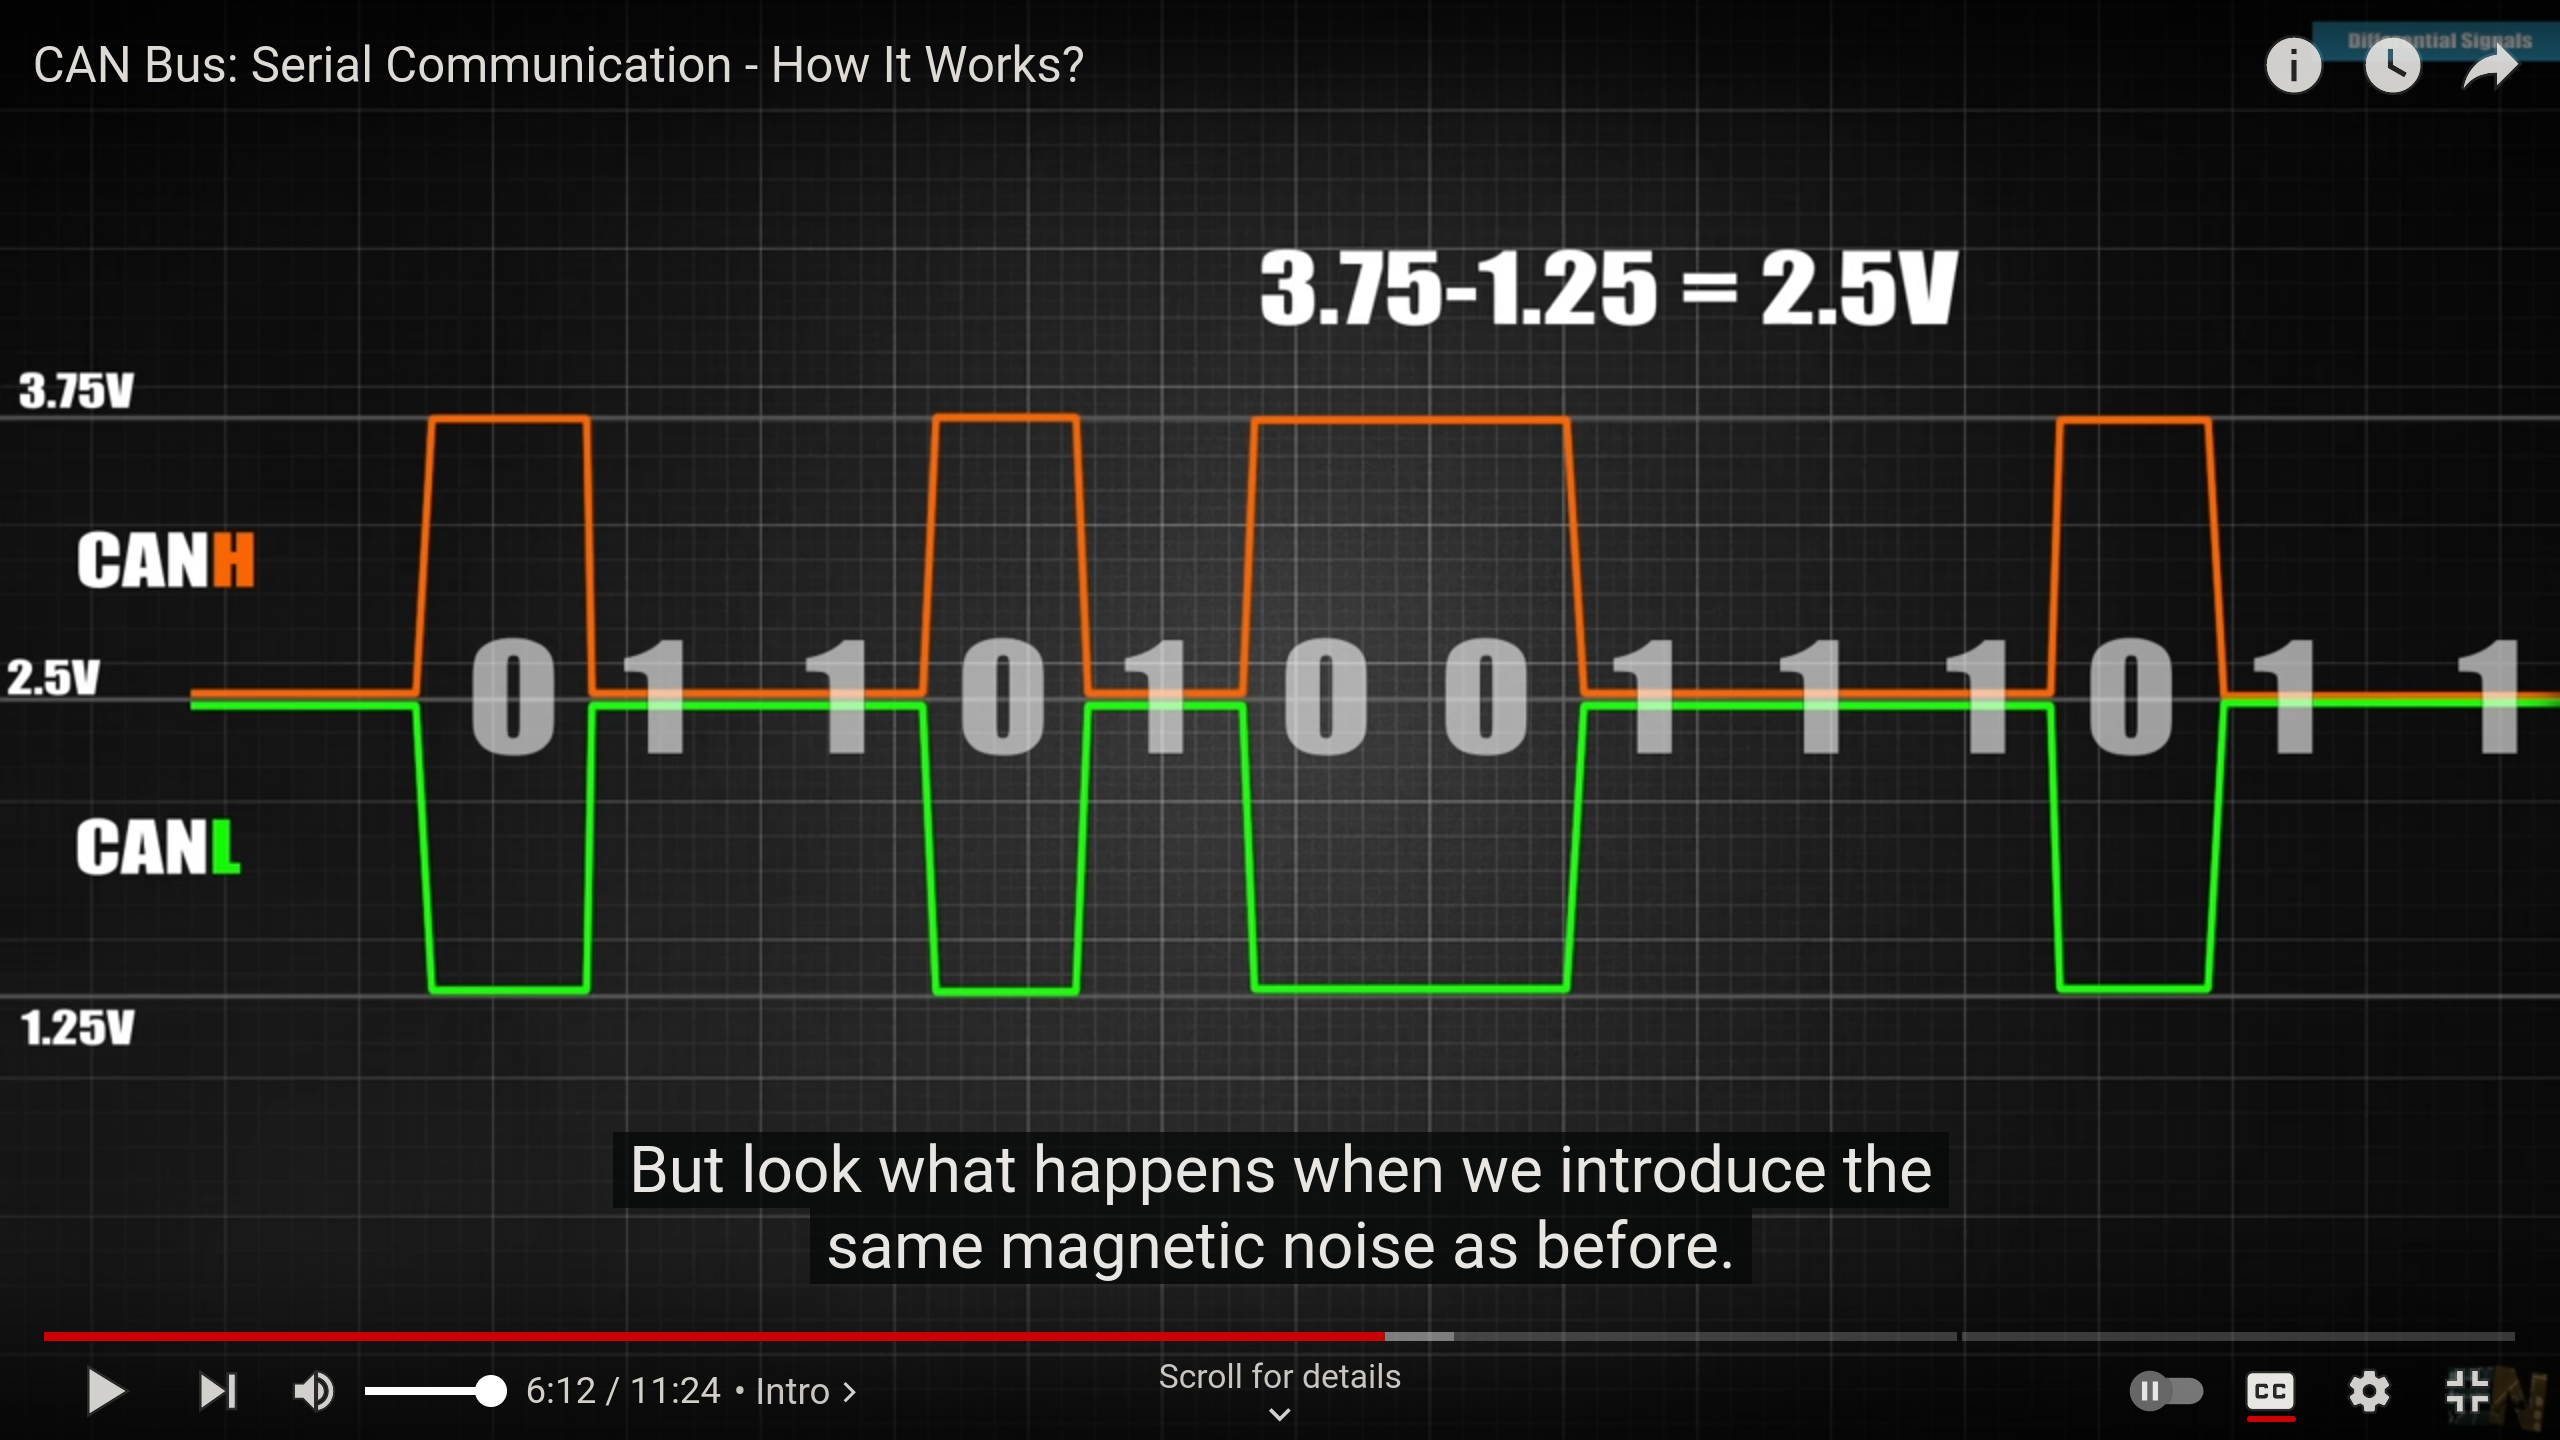 CAN Bus: Serial Communication - How It Works?
Differential Signals
3.75-1.25 = 2.5V
3.75V
CANH
2.5V
0 1 1 0 1 0 0 1 1 1 0 1 1
CANL
1.25V
But look what happens when we introduce the
same magnetic noise as before.
6:12 / 11:24 • Intro >
Scroll for details
CC